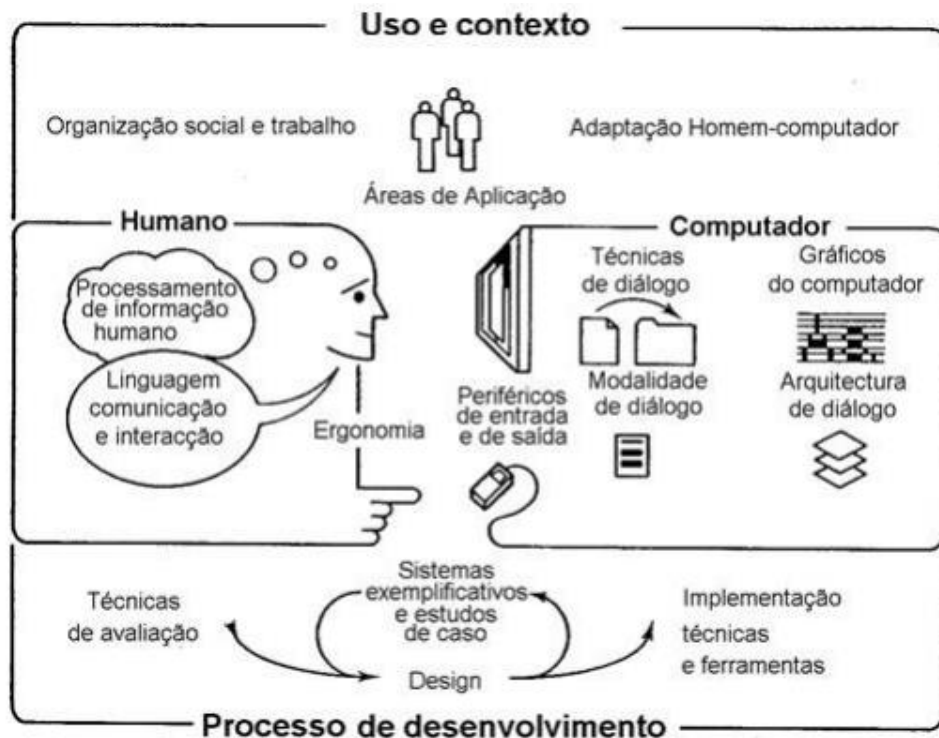 Uso e contexto
Organização social e trabalho
Adaptação Homem-computador
Áreas de Aplicação
Humano
Processamento
de informação
humano
Linguagem
comunicação
e interacção
Ergonomia
Computador
Técnicas
de diálogo
Gráficos
do computador
Modalidade
de diálogo
Arquitectura
de diálogo
Periféricos
de entrada
e de saída
Sistemas
exemplificativos
e estudos
de caso
Técnicas
de avaliação
Design
Implementação
técnicas
e ferramentas
Processo de desenvolvimento